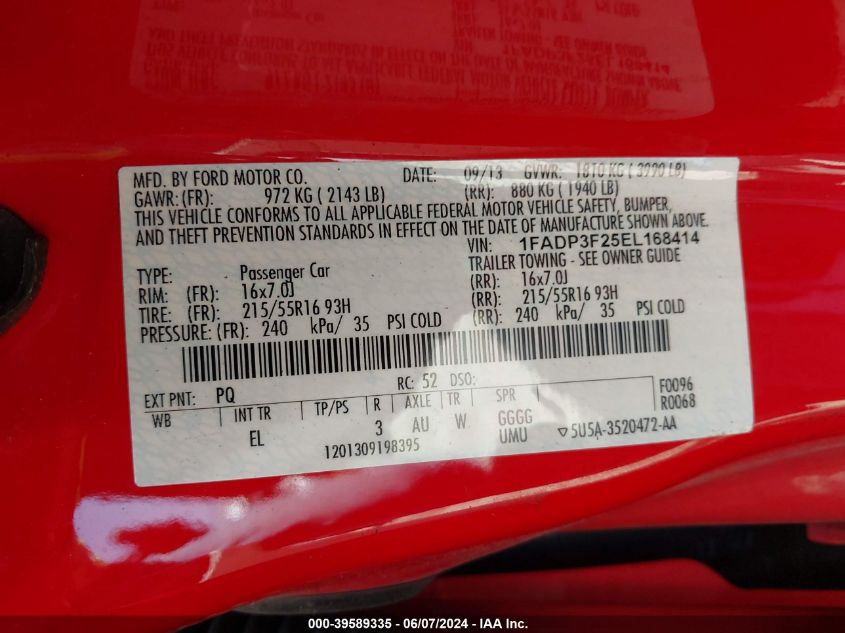 MFD. BY FORD MOTOR CO. DATE: 09/13 GVWR: 1810 KG ( 3990 LB)
GAWR:(FR): 972 KG ( 2143 LB) (RR): 880 KG ( 1940 LB)
THIS VEHICLE CONFORMS TO ALL APPLICABLE FEDERAL MOTOR VEHICLE SAFETY, BUMPER,
AND THEFT PREVENTION STANDARDS IN EFFECT ON THE DATE OF MANUFACTURE SHOWN ABOVE.
VIN: 1FADP3F25EL168414
TYPE: Passenger Car TRAILER TOWING - SEE OWNER GUIDE
RIM: (FR): 16x7.0J (RR): 16x7.0J
TIRE: (FR): 215/55R16 93H (RR): 215/55R16 93H
PRESSURE: (FR): 240 kPa/ 35 PSI COLD (RR): 240 kPa/ 35 PSI COLD
EXT PNT: PQ RC: 52 DSO: F0096
WB INT TR TP/PS R AXLE TR SPR R0068
EL 3 AU W GGGG
UMU ▽5U5A-3520472-AA
1201309198395
000-39589335 - 06/07/2024 - IAA Inc.